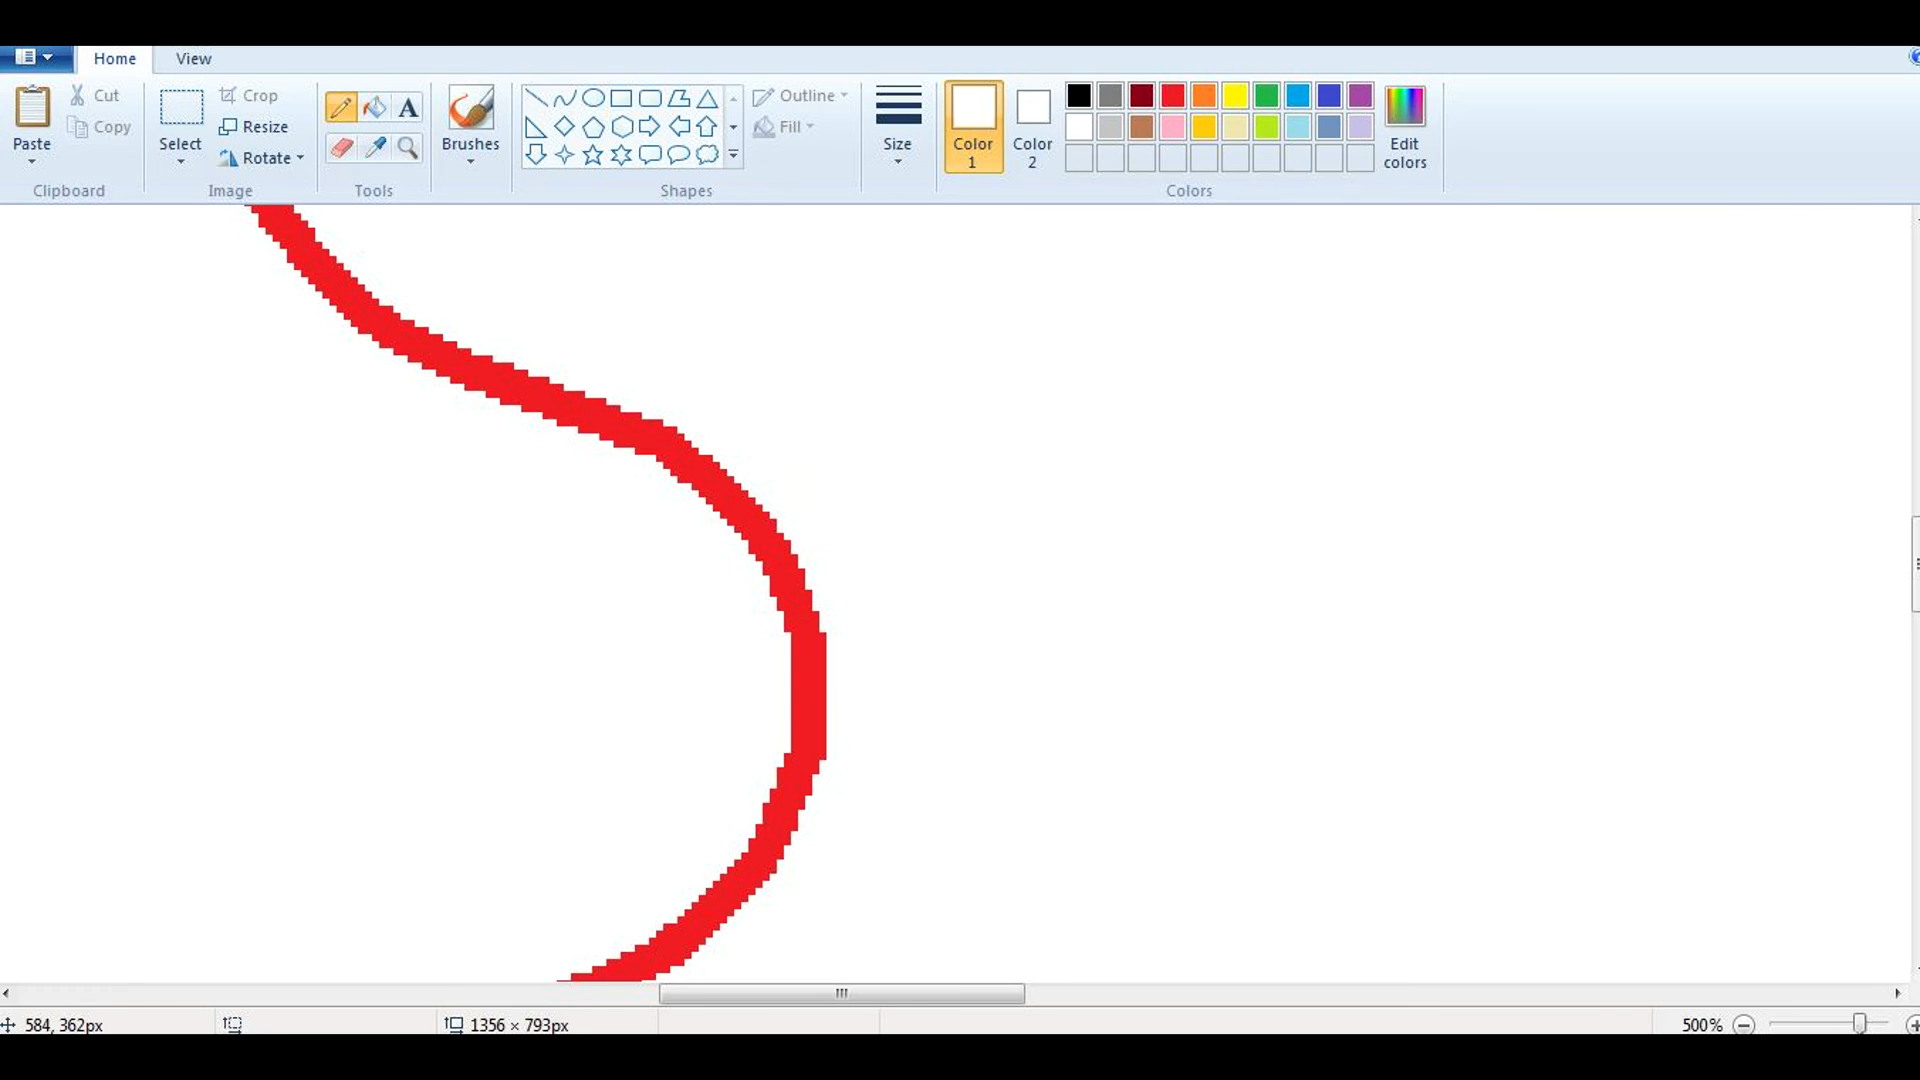 Home View
Paste Cut Copy Select Crop Resize Rotate A Brushes Outline Fill Size Color 1 Color 2 Edit colors
Clipboard Image Tools Shapes Colors
584, 362px 1356 × 793px 500%